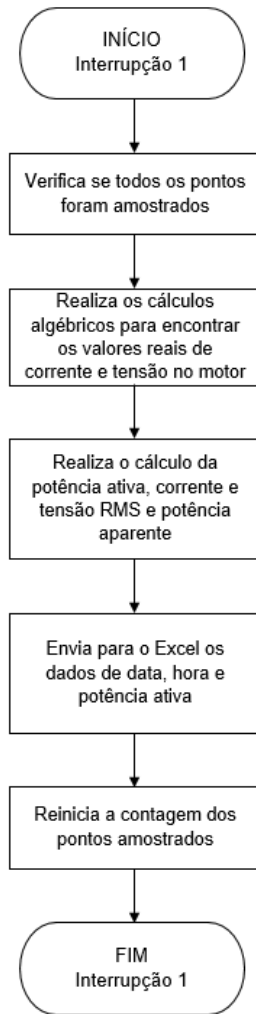 INÍCIO
Interrupção 1
Verifica se todos os pontos
foram amostrados
Realiza os cálculos
algébricos para encontrar
os valores reais de
corrente e tensão no motor
Realiza o cálculo da
potência ativa, corrente e
tensão RMS e potência
aparente
Envia para o Excel os
dados de data, hora e
potência ativa
Reinicia a contagem dos
pontos amostrados
FIM
Interrupção 1